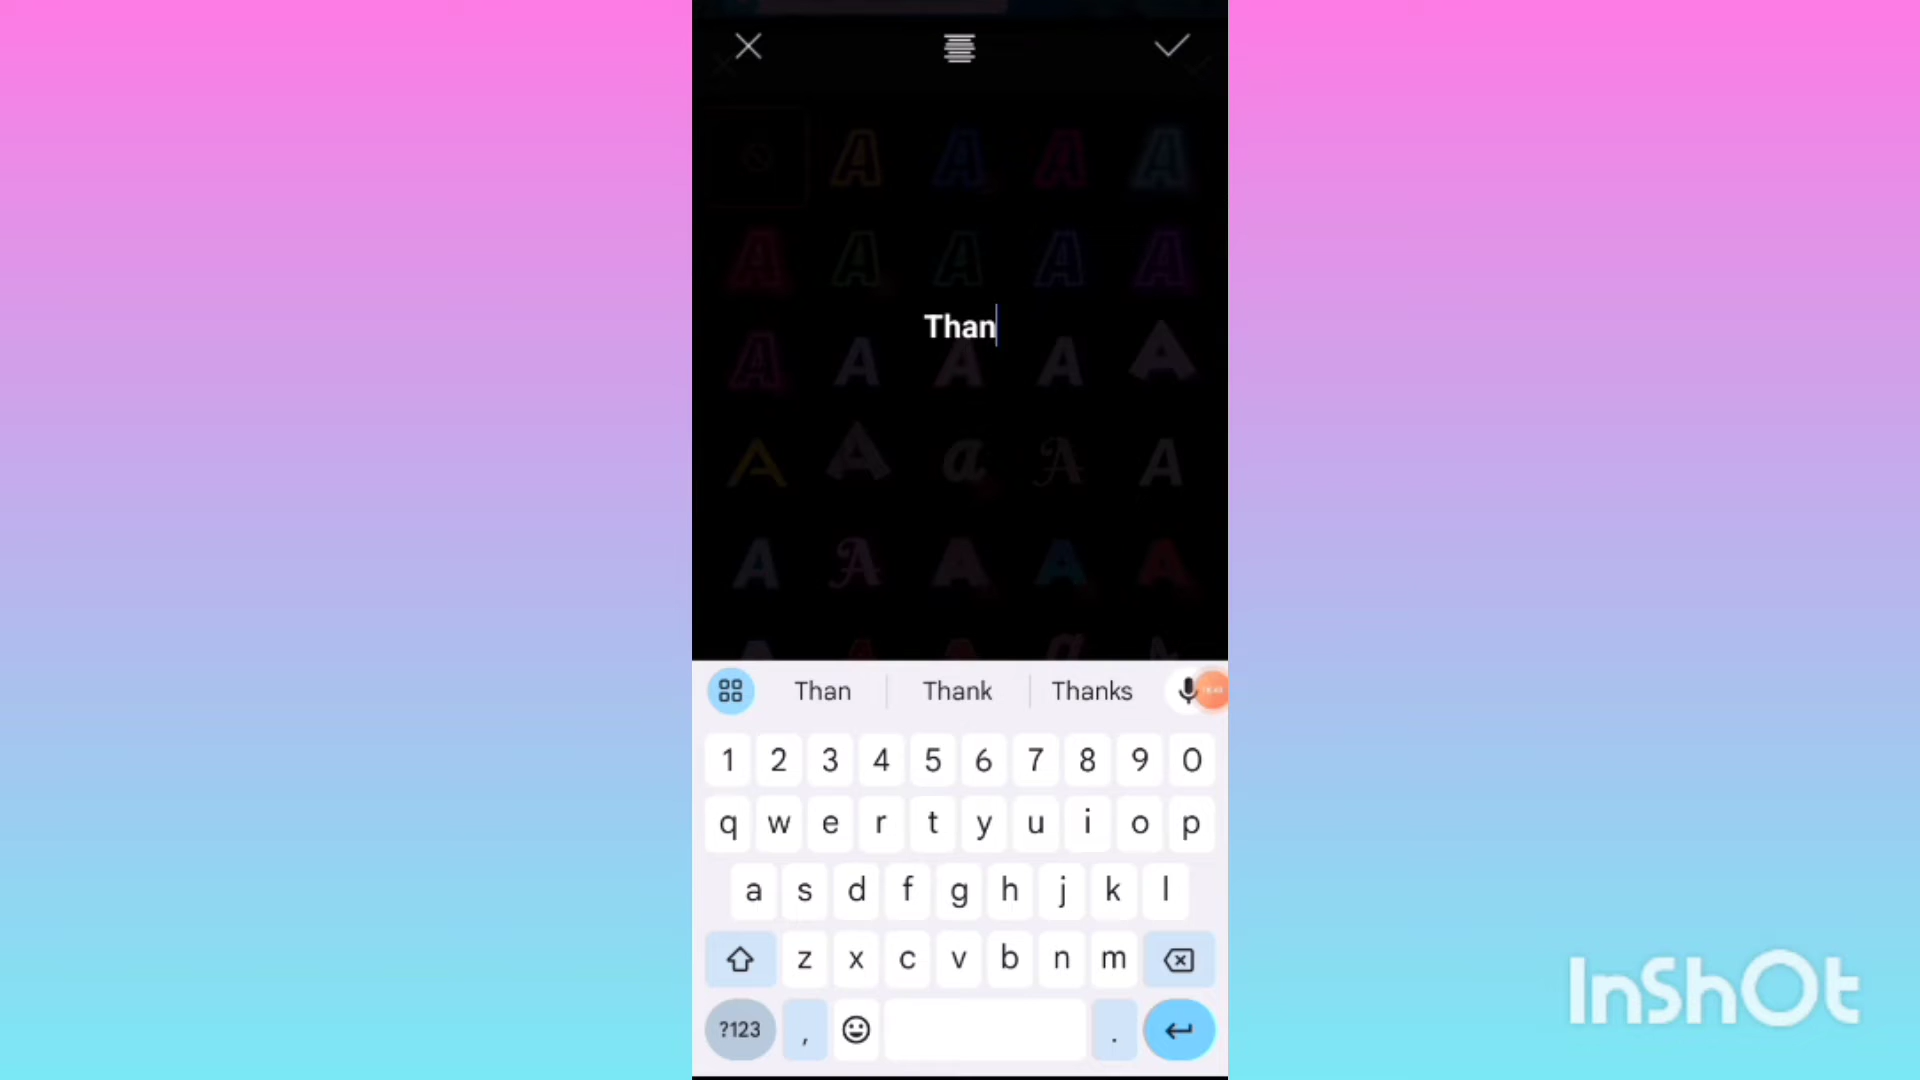 A A A A
A A A A A
Than
A A A A A
A A a A A
A A A A A
Than Thank Thanks
1 2 3 4 5 6 7 8 9 0
q w e r t y u i o p
a s d f g h j k l
z x c v b n m
?123 , .
InShOt